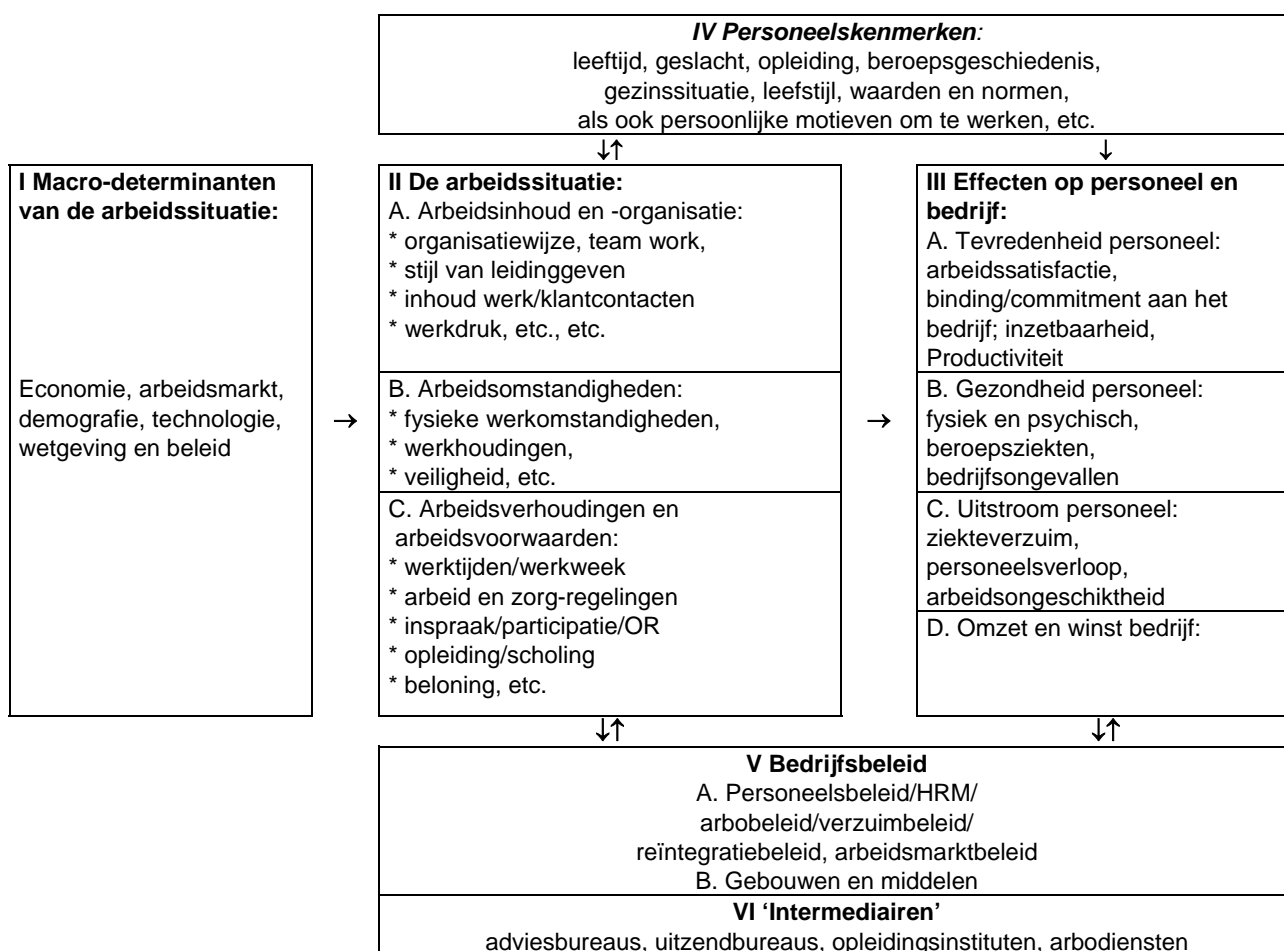 IV Personeelskenmerken:
leeftijd, geslacht, opleiding, beroepsgeschiedenis,
gezinssituatie, leefstijl, waarden en normen,
als ook persoonlijke motieven om te werken, etc.
↓↑
↓
I Macro-determinanten
van de arbeidssituatie:
Economie, arbeidsmarkt,
demografie, technologie,
wetgeving en beleid
→
II De arbeidssituatie:
A. Arbeidsinhoud en -organisatie:
* organisatiewijze, team work,
* stijl van leidinggeven
* inhoud werk/klantcontacten
* werkdruk, etc., etc.
B. Arbeidsomstandigheden:
* fysieke werkomstandigheden,
* werkhoudingen,
* veiligheid, etc.
C. Arbeidsverhoudingen en
arbeidsvoorwaarden:
* werktijden/werkweek
* arbeid en zorg-regelingen
* inspraak/participatie/OR
* opleiding/scholing
* beloning, etc.
→
III Effecten op personeel en
bedrijf:
A. Tevredenheid personeel:
arbeidssatisfactie,
binding/commitment aan het
bedrijf; inzetbaarheid,
Productiviteit
B. Gezondheid personeel:
fysiek en psychisch,
beroepsziekten,
bedrijfsongevallen
C. Uitstroom personeel:
ziekteverzuim,
personeelsverloop,
arbeidsongeschiktheid
D. Omzet en winst bedrijf:
↓↑
↓↑
V Bedrijfsbeleid
A. Personeelsbeleid/HRM/
arbobeleid/verzuimbeleid/
reïntegratiebeleid, arbeidsmarktbeleid
B. Gebouwen en middelen
VI ‘Intermediairen’
adviesbureaus, uitzendbureaus, opleidingsinstituten, arbodiensten